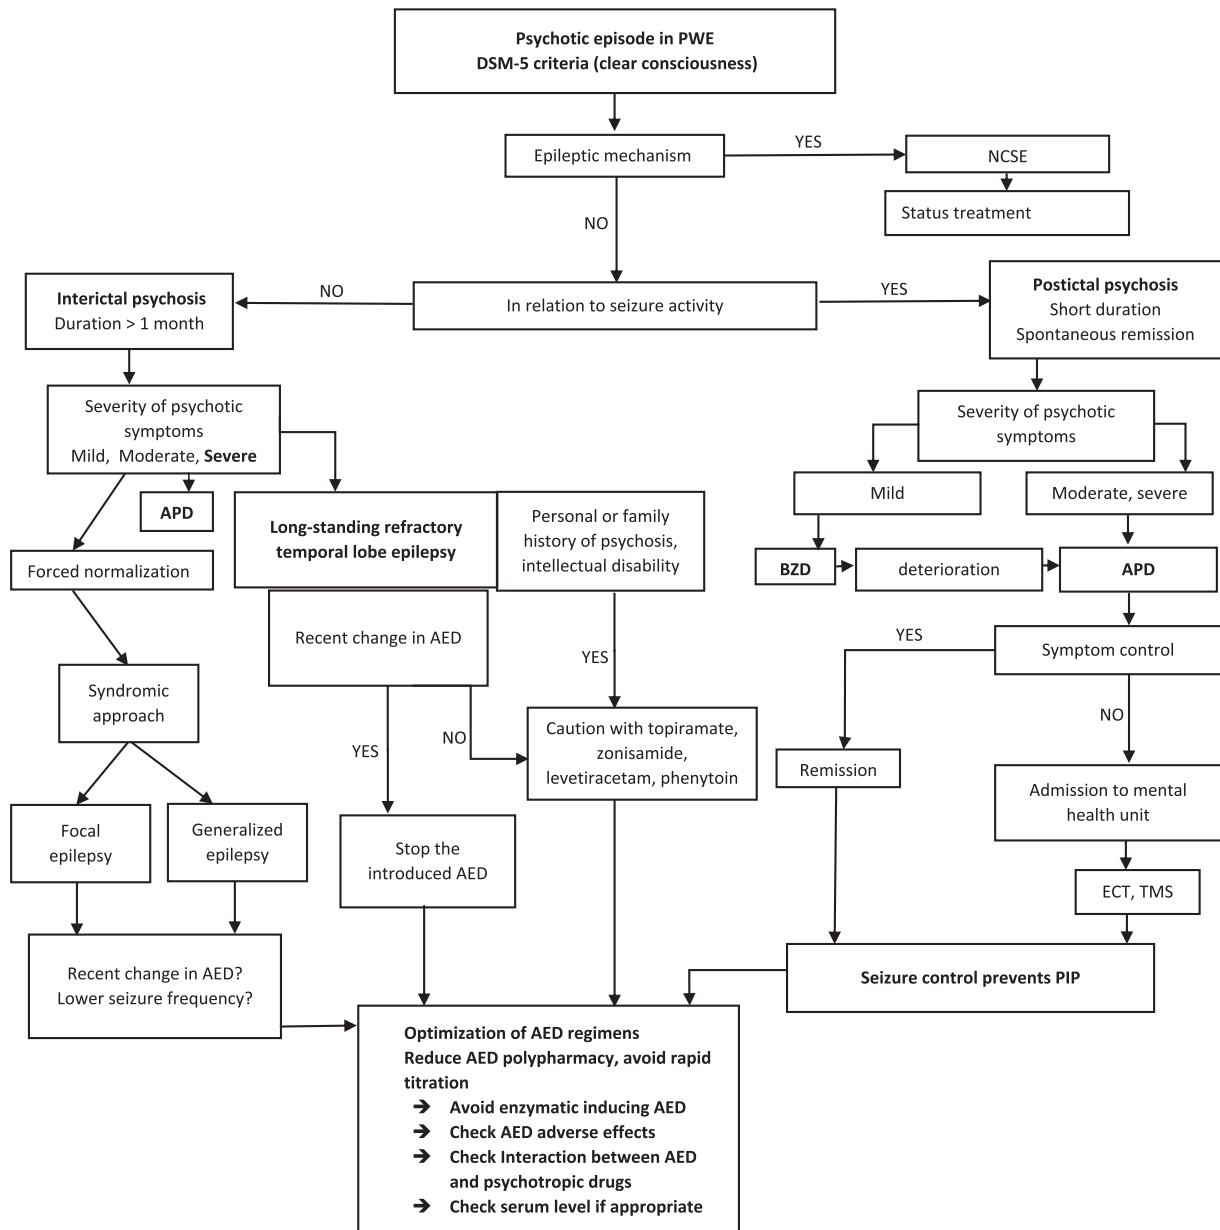 Psychotic episode in PWE
DSM-5 criteria (clear consciousness)
Epileptic mechanism
YES
NCSE
Status treatment
NO
In relation to seizure activity
NO
YES
Interictal psychosis
Duration > 1 month
Postictal psychosis
Short duration
Spontaneous remission
Severity of psychotic
symptoms
Mild, Moderate, Severe
APD
Forced normalization
Syndromic
approach
Focal
epilepsy
Generalized
epilepsy
Recent change in AED?
Lower seizure frequency?
Long-standing refractory
temporal lobe epilepsy
Personal or family
history of psychosis,
intellectual disability
Recent change in AED
YES
NO
YES
Caution with topiramate,
zonisamide,
levetiracetam, phenytoin
Stop the
introduced AED
Severity of psychotic
symptoms
Mild
Moderate, severe
BZD
deterioration
APD
YES
Symptom control
NO
Remission
Admission to mental
health unit
ECT, TMS
Seizure control prevents PIP
Optimization of AED regimens
Reduce AED polypharmacy, avoid rapid
titration
➔ Avoid enzymatic inducing AED
➔ Check AED adverse effects
➔ Check Interaction between AED
and psychotropic drugs
➔ Check serum level if appropriate